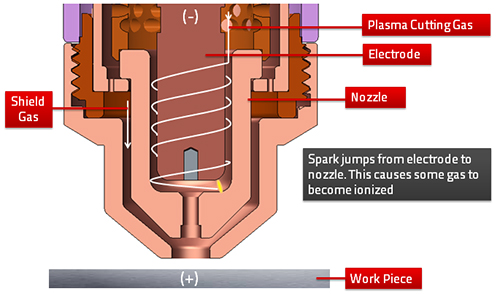 (-)
Plasma Cutting Gas
Electrode
Shield
Gas
Nozzle
Spark jumps from electrode to
nozzle. This causes some gas to
become ionized
(+)
Work Piece